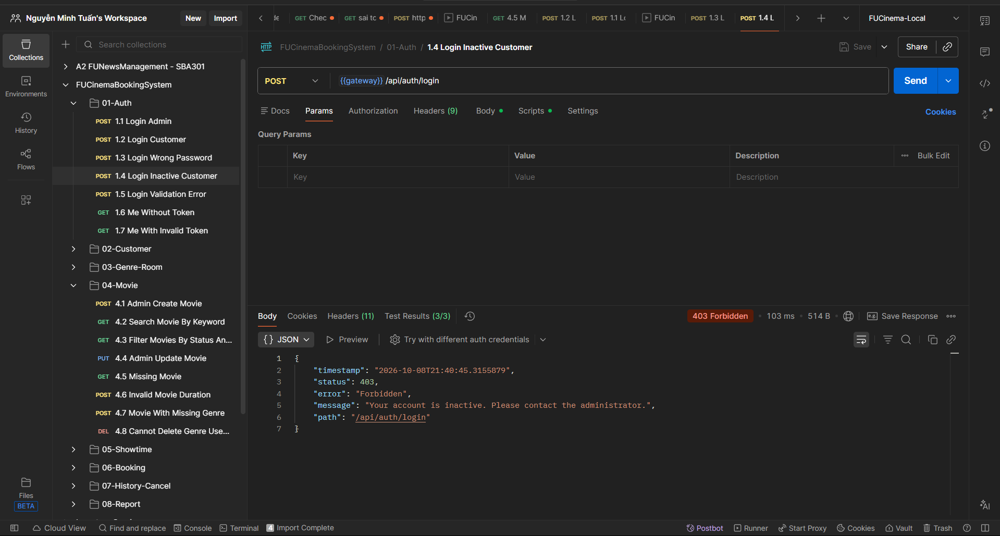 Nguyễn Minh Tuấn's Workspace
New
Import
GET Chec
GET sai tc
POST http
FUCin
GET 4.5 M
POST 1.2 L
POST 1.1 Lo
FUCin
POST 1.3 L
POST 1.4 L
FUCinema-Local
Collections
Environments
History
Flows
Files
BETA
Search collections
A2 FUNewsManagement - SBA301
FUCinemaBookingSystem
01-Auth
POST 1.1 Login Admin
POST 1.2 Login Customer
POST 1.3 Login Wrong Password
POST 1.4 Login Inactive Customer
POST 1.5 Login Validation Error
GET 1.6 Me Without Token
GET 1.7 Me With Invalid Token
02-Customer
03-Genre-Room
04-Movie
POST 4.1 Admin Create Movie
GET 4.2 Search Movie By Keyword
GET 4.3 Filter Movies By Status An...
PUT 4.4 Admin Update Movie
GET 4.5 Missing Movie
POST 4.6 Invalid Movie Duration
POST 4.7 Movie With Missing Genre
DEL 4.8 Cannot Delete Genre Use...
05-Showtime
06-Booking
07-History-Cancel
08-Report
HTTP FUCinemaBookingSystem / 01-Auth / 1.4 Login Inactive Customer
Save
Share
POST {{gateway}} /api/auth/login
Send
Docs Params Authorization Headers (9) Body Scripts Settings
Cookies
Query Params
Key Value Description Bulk Edit
Key Value Description
Body Cookies Headers (11) Test Results (3/3)
403 Forbidden 103 ms 514 B e.g. Save Response
{} JSON Preview Try with different auth credentials
1 {
2 "timestamp": "2026-10-08T21:40:45.3155879",
3 "status": 403,
4 "error": "Forbidden",
5 "message": "Your account is inactive. Please contact the administrator.",
6 "path": "/api/auth/login"
7 }
AI
Cloud View Find and replace Console Terminal 4 Import Complete
Postbot Runner Start Proxy Cookies Vault Trash